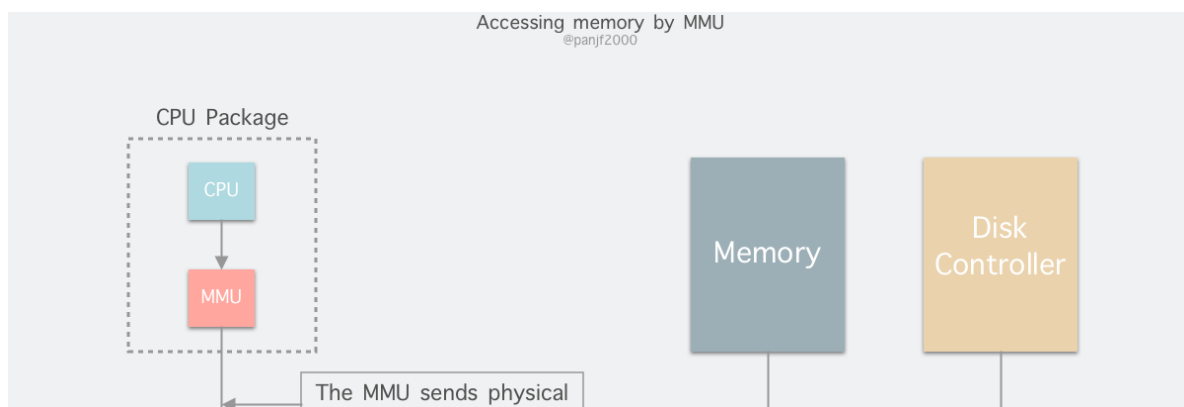 Accessing memory by MMU
@panjf2000
CPU Package
CPU
MMU
Memory
Disk
Controller
The MMU sends physical